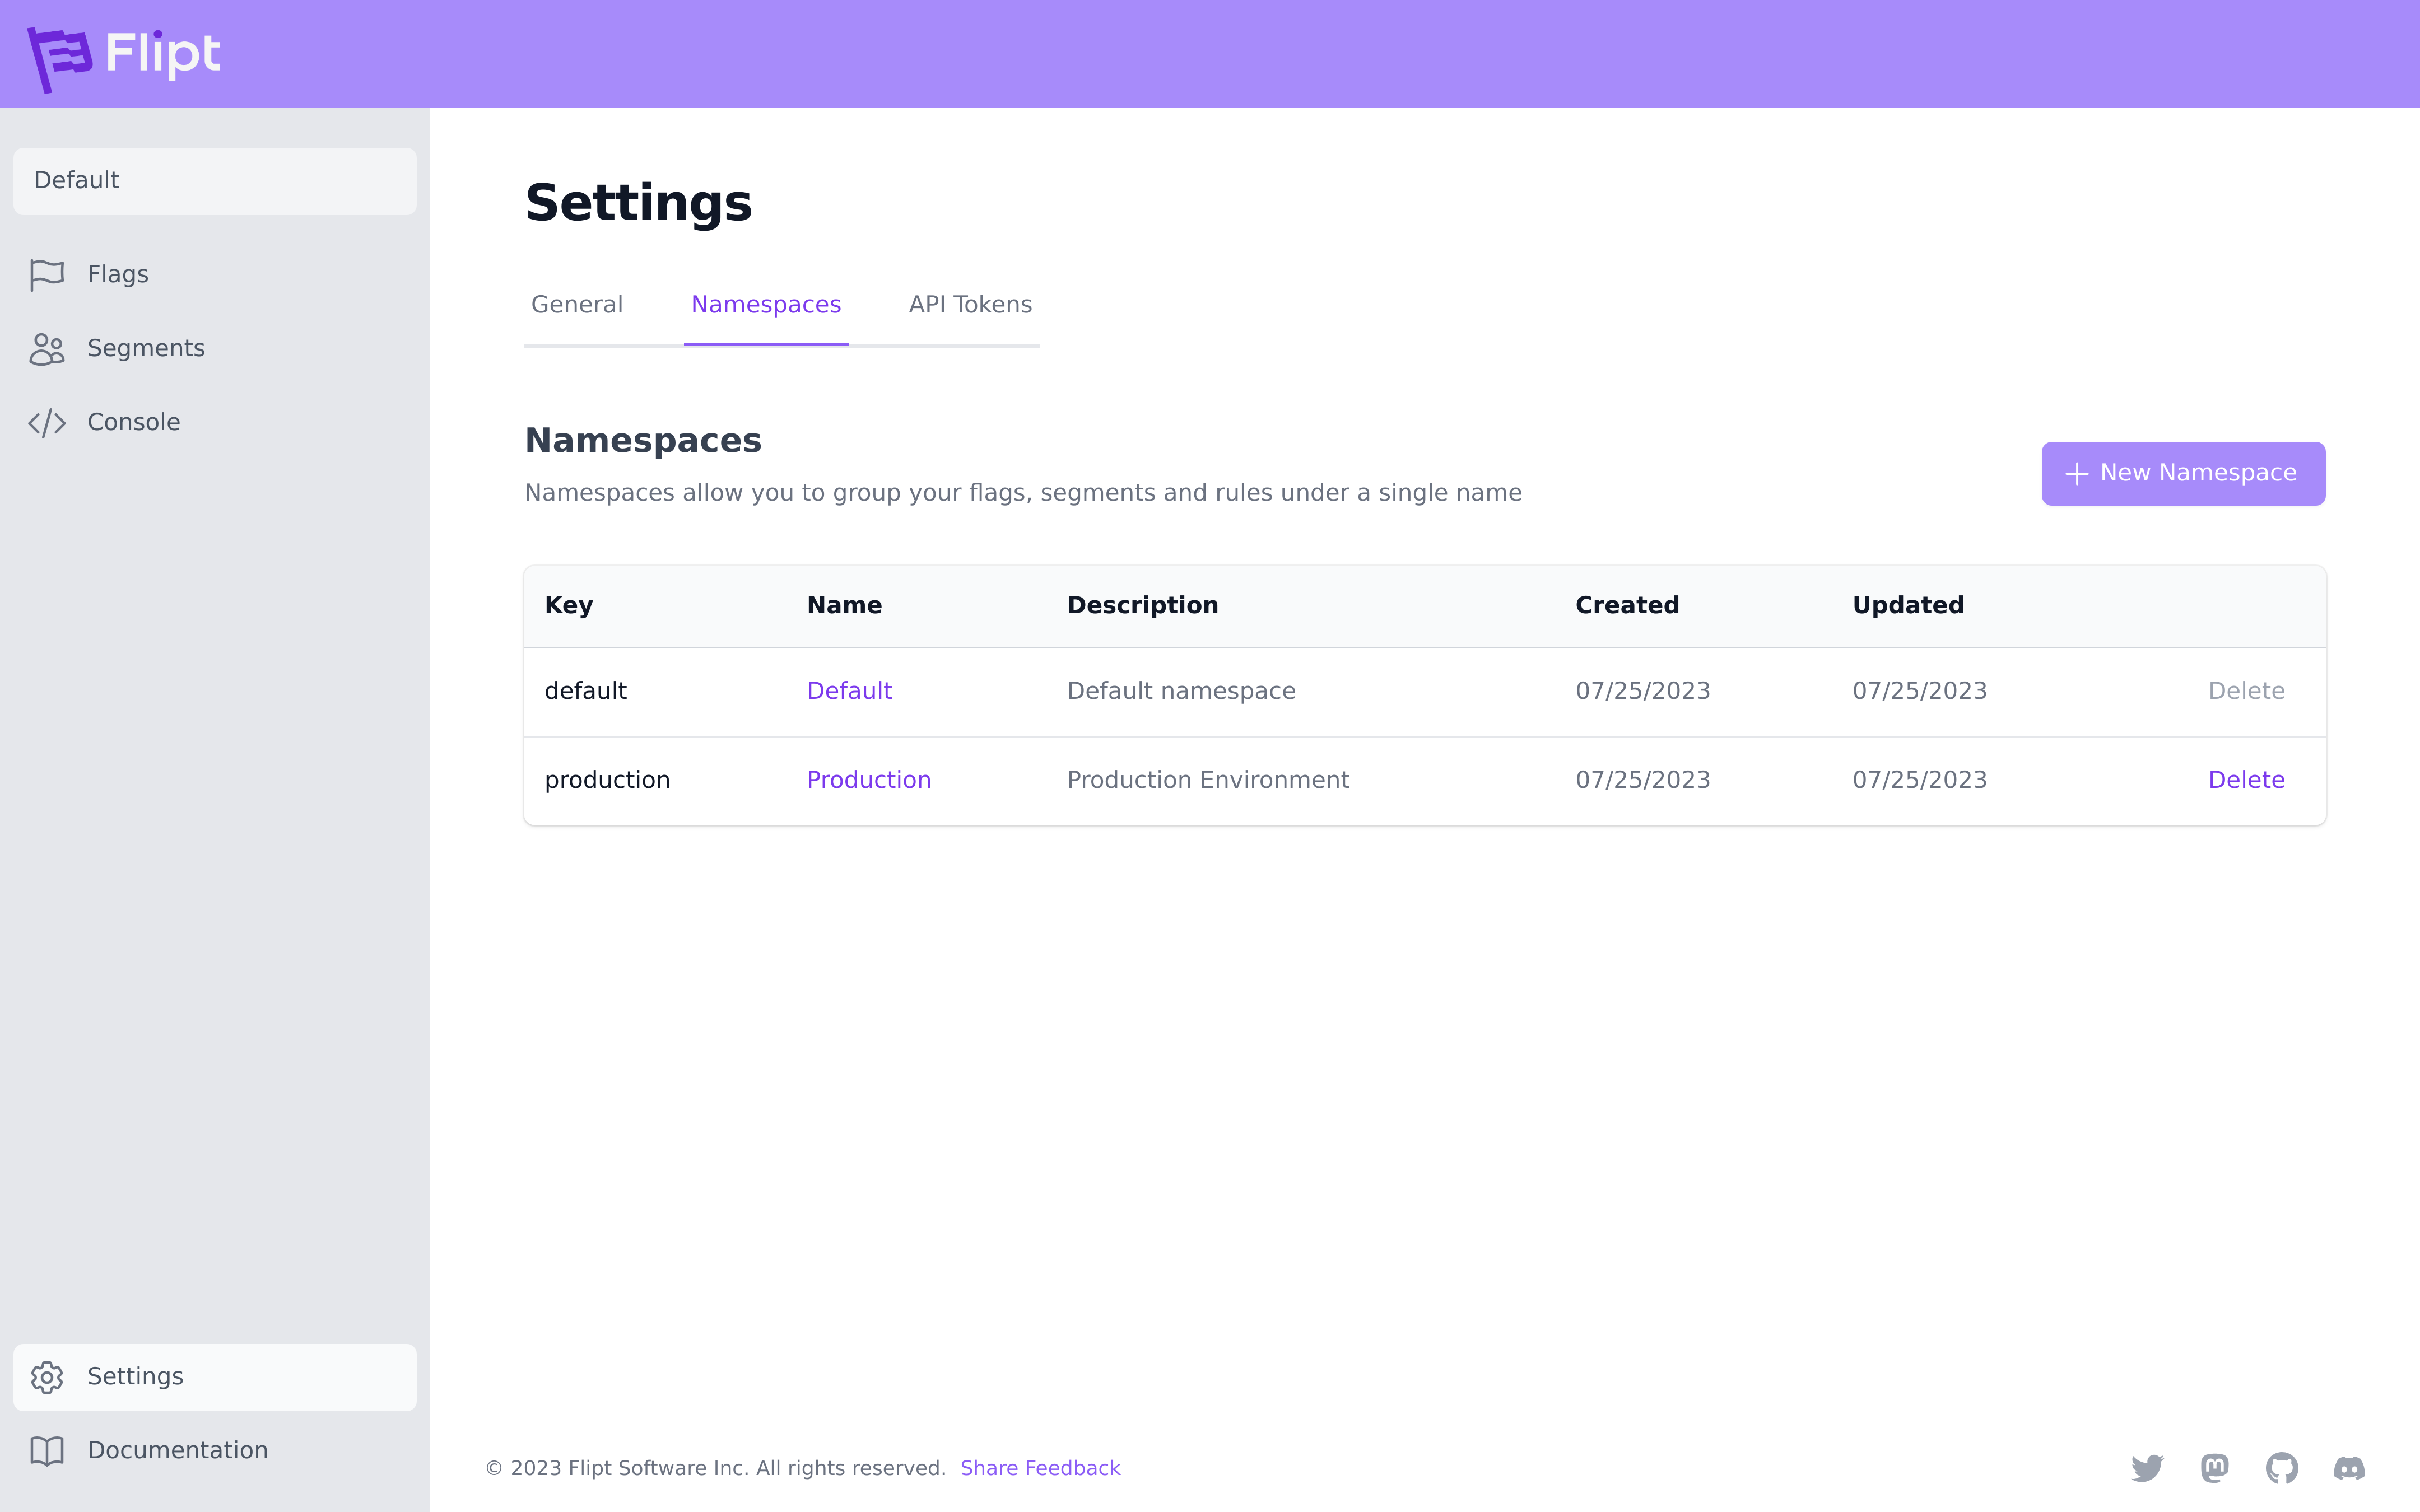 Flipt
Default
Flags
Segments
Console
Settings
Documentation
Settings
General Namespaces API Tokens
Namespaces
Namespaces allow you to group your flags, segments and rules under a single name
New Namespace
Key Name Description Created Updated
default Default Default namespace 07/25/2023 07/25/2023 Delete
production Production Production Environment 07/25/2023 07/25/2023 Delete
© 2023 Flipt Software Inc. All rights reserved. Share Feedback